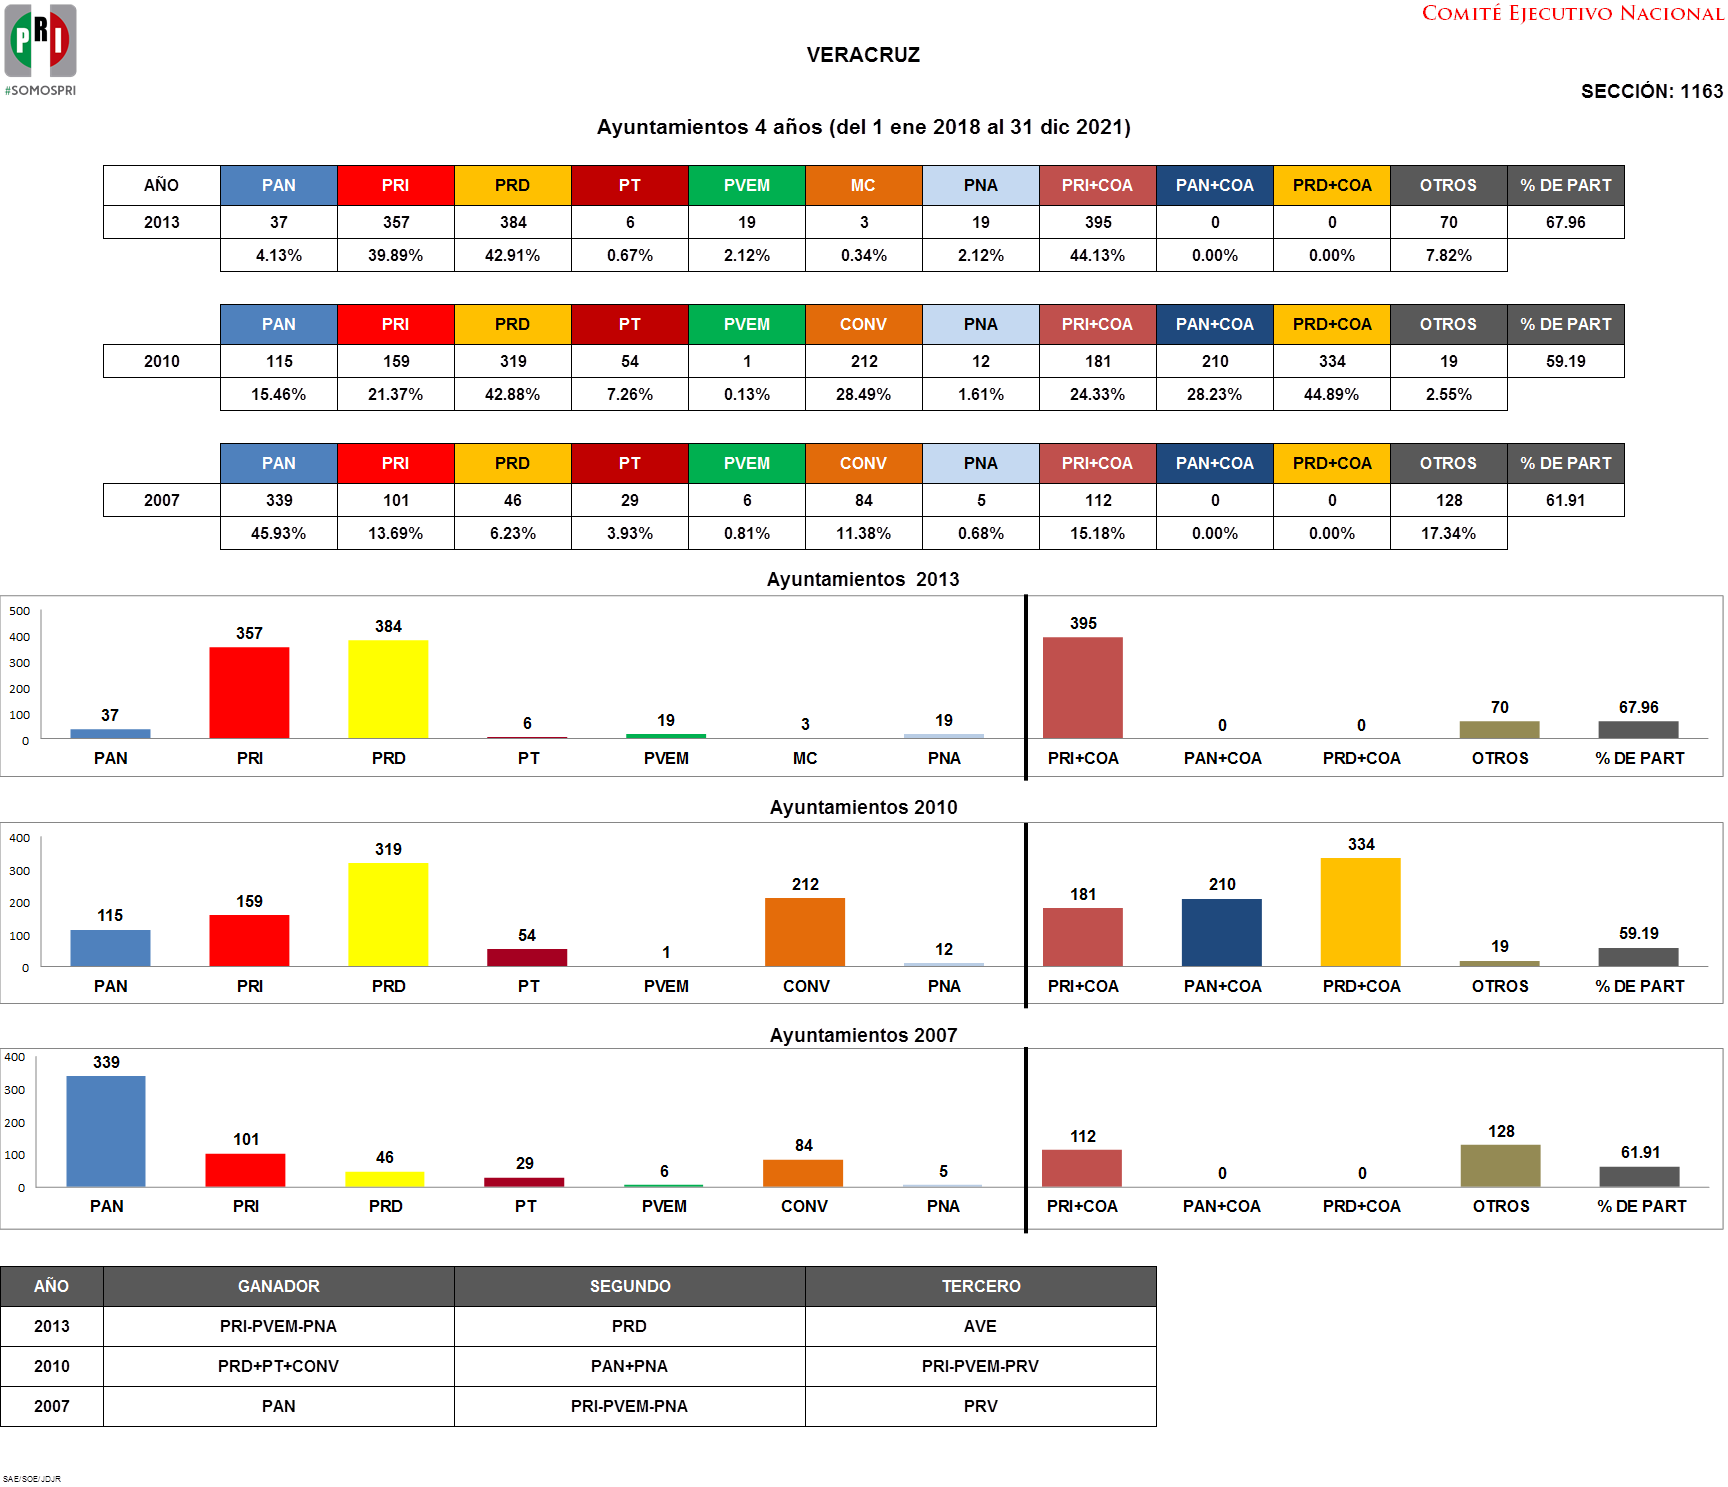 PRI
#SOMOSPRI
COMITÉ EJECUTIVO NACIONAL
VERACRUZ
SECCIÓN: 1163
Ayuntamientos 4 años (del 1 ene 2018 al 31 dic 2021)
AÑO PAN PRI PRD PT PVEM MC PNA PRI+COA PAN+COA PRD+COA OTROS % DE PART
2013 37 357 384 6 19 3 19 395 0 0 70 67.96
4.13% 39.89% 42.91% 0.67% 2.12% 0.34% 2.12% 44.13% 0.00% 0.00% 7.82%
PAN PRI PRD PT PVEM CONV PNA PRI+COA PAN+COA PRD+COA OTROS % DE PART
2010 115 159 319 54 1 212 12 181 210 334 19 59.19
15.46% 21.37% 42.88% 7.26% 0.13% 28.49% 1.61% 24.33% 28.23% 44.89% 2.55%
PAN PRI PRD PT PVEM CONV PNA PRI+COA PAN+COA PRD+COA OTROS % DE PART
2007 339 101 46 29 6 84 5 112 0 0 128 61.91
45.93% 13.69% 6.23% 3.93% 0.81% 11.38% 0.68% 15.18% 0.00% 0.00% 17.34%
Ayuntamientos 2013
500
400
300
200
100
0
37 357 384 6 19 3 19 395 0 0 70 67.96
PAN PRI PRD PT PVEM MC PNA PRI+COA PAN+COA PRD+COA OTROS % DE PART
Ayuntamientos 2010
400
300
200
100
0
115 159 319 54 1 212 12 181 210 334 19 59.19
PAN PRI PRD PT PVEM CONV PNA PRI+COA PAN+COA PRD+COA OTROS % DE PART
Ayuntamientos 2007
400
300
200
100
0
339 101 46 29 6 84 5 112 0 0 128 61.91
PAN PRI PRD PT PVEM CONV PNA PRI+COA PAN+COA PRD+COA OTROS % DE PART
AÑO GANADOR SEGUNDO TERCERO
2013 PRI-PVEM-PNA PRD AVE
2010 PRD+PT+CONV PAN+PNA PRI-PVEM-PRV
2007 PAN PRI-PVEM-PNA PRV
SAE/SOE/JDJR